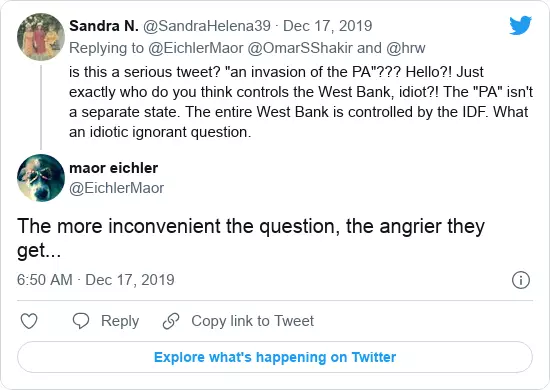 Sandra N. @SandraHelena39 · Dec 17, 2019
Replying to @EichlerMaor @OmarSShakir and @hrw
is this a serious tweet? "an invasion of the PA"??? Hello?! Just
exactly who do you think controls the West Bank, idiot?! The "PA" isn't
a separate state. The entire West Bank is controlled by the IDF. What
an idiotic ignorant question.
maor eichler
@EichlerMaor
The more inconvenient the question, the angrier they
get...
6:50 AM · Dec 17, 2019
Reply
Copy link to Tweet
Explore what's happening on Twitter